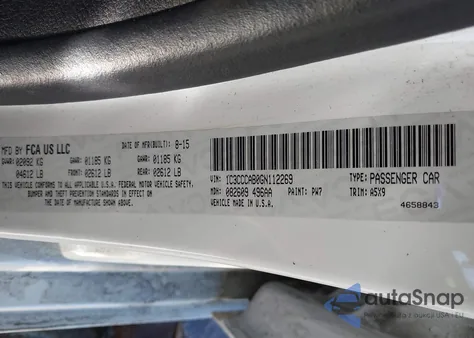 MFD BY FCA US LLC DATE OF MFR(BUILT): 8-15
GVWR: 02092 KG GAWR: 01185 KG GAWR: 01185 KG
04612 LB 02612 LB 02612 LB
THIS VEHICLE CONFORMS TO ALL U.S.A. FEDERAL MOTOR VEHICLE SAFETY,
BUMPER AND THEFT PREVENTION STANDARDS IN EFFECT ON
THE DATE OF MANUFACTURE SHOWN ABOVE
VIN: 1C3CCCAB0GN112269 TYPE: PASSENGER CAR
MDH: 082609 496AA PAINT: PW7 TRIM: A5X9
VEHICLE MADE IN U.S.A. 4658843
autoSnap